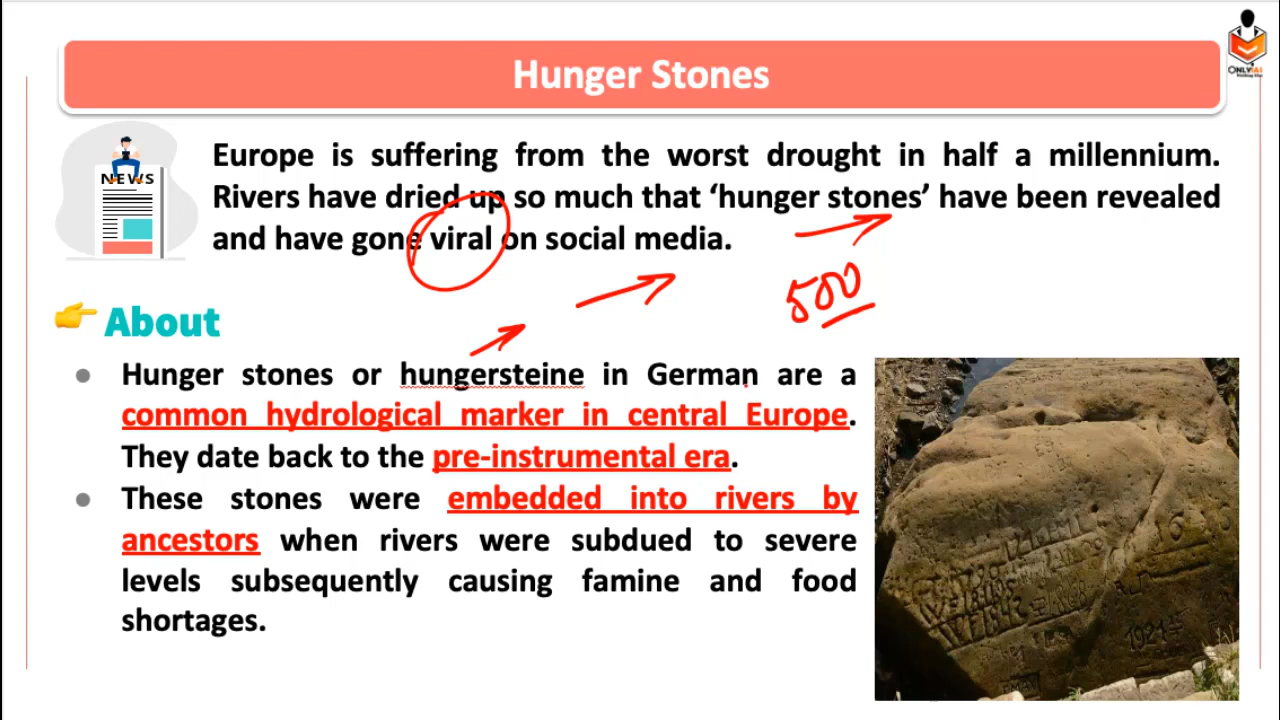 Hunger Stones
ONLYIAS
NEWS
Europe is suffering from the worst drought in half a millennium.
Rivers have dried up so much that ‘hunger stones’ have been revealed
and have gone viral on social media.
500
About
Hunger stones or hungersteine in German are a
common hydrological marker in central Europe.
They date back to the pre-instrumental era.
These stones were embedded into rivers by
ancestors when rivers were subdued to severe
levels subsequently causing famine and food
shortages.
1921